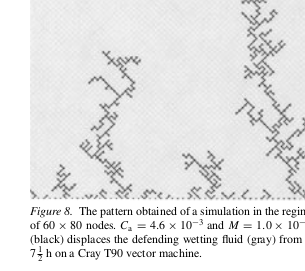 Figure 8. The pattern obtained of a simulation in the regim
of 60 × 80 nodes. Cₐ = 4.6 × 10⁻³ and M = 1.0 × 10⁻
(black) displaces the defending wetting fluid (gray) from
7½ h on a Cray T90 vector machine.